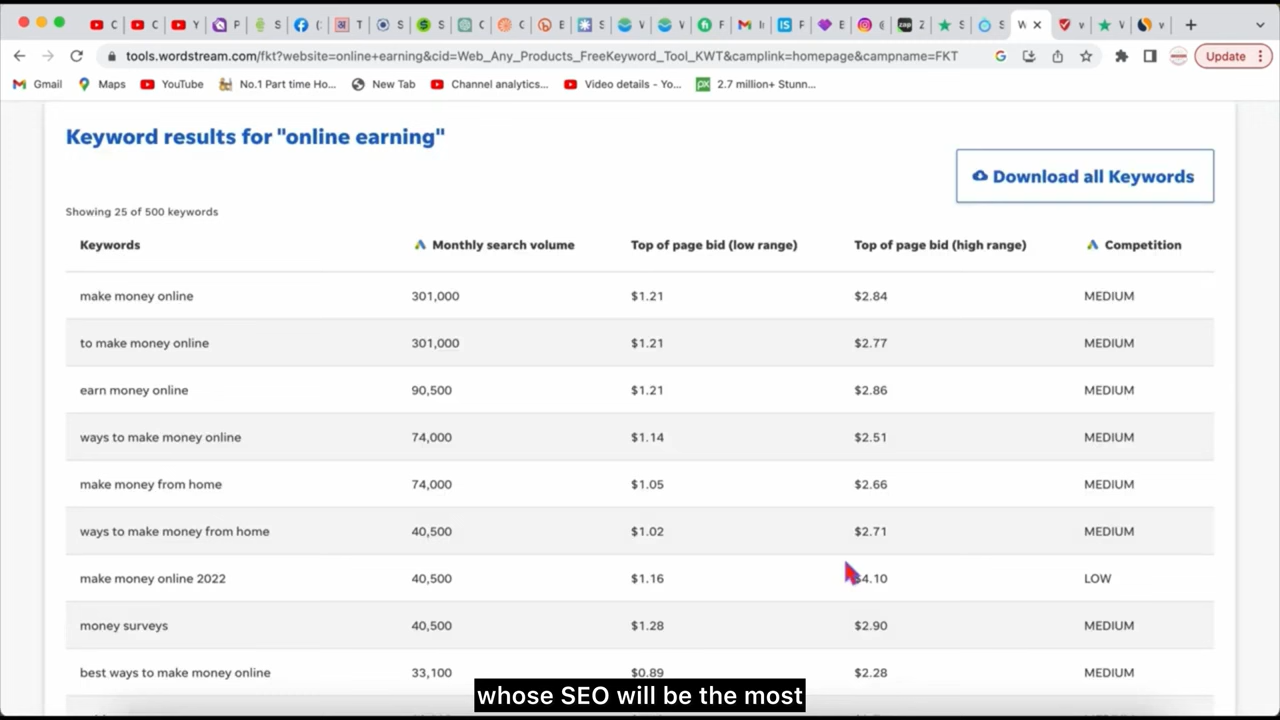 C C Y P S ( T S S C C E S V V F M I F E 2 S S W v V v
tools.wordstream.com/fkt?website=online+earning&cid=Web_Any_Products_FreeKeyword_Tool_KWT&camplink=homepage&campname=FKT Update
Gmail Maps YouTube No.1 Part time Ho... New Tab Channel analytics... Video details - Yo... 2.7 million+ Stunn...
Keyword results for "online earning"
Download all Keywords
Showing 25 of 500 keywords
Keywords Monthly search volume Top of page bid (low range) Top of page bid (high range) Competition
make money online 301,000 $1.21 $2.84 MEDIUM
to make money online 301,000 $1.21 $2.77 MEDIUM
earn money online 90,500 $1.21 $2.86 MEDIUM
ways to make money online 74,000 $1.14 $2.51 MEDIUM
make money from home 74,000 $1.05 $2.66 MEDIUM
ways to make money from home 40,500 $1.02 $2.71 MEDIUM
make money online 2022 40,500 $1.16 $4.10 LOW
money surveys 40,500 $1.28 $2.90 MEDIUM
best ways to make money online 33,100 $0.89 $2.28 MEDIUM
whose SEO will be the most